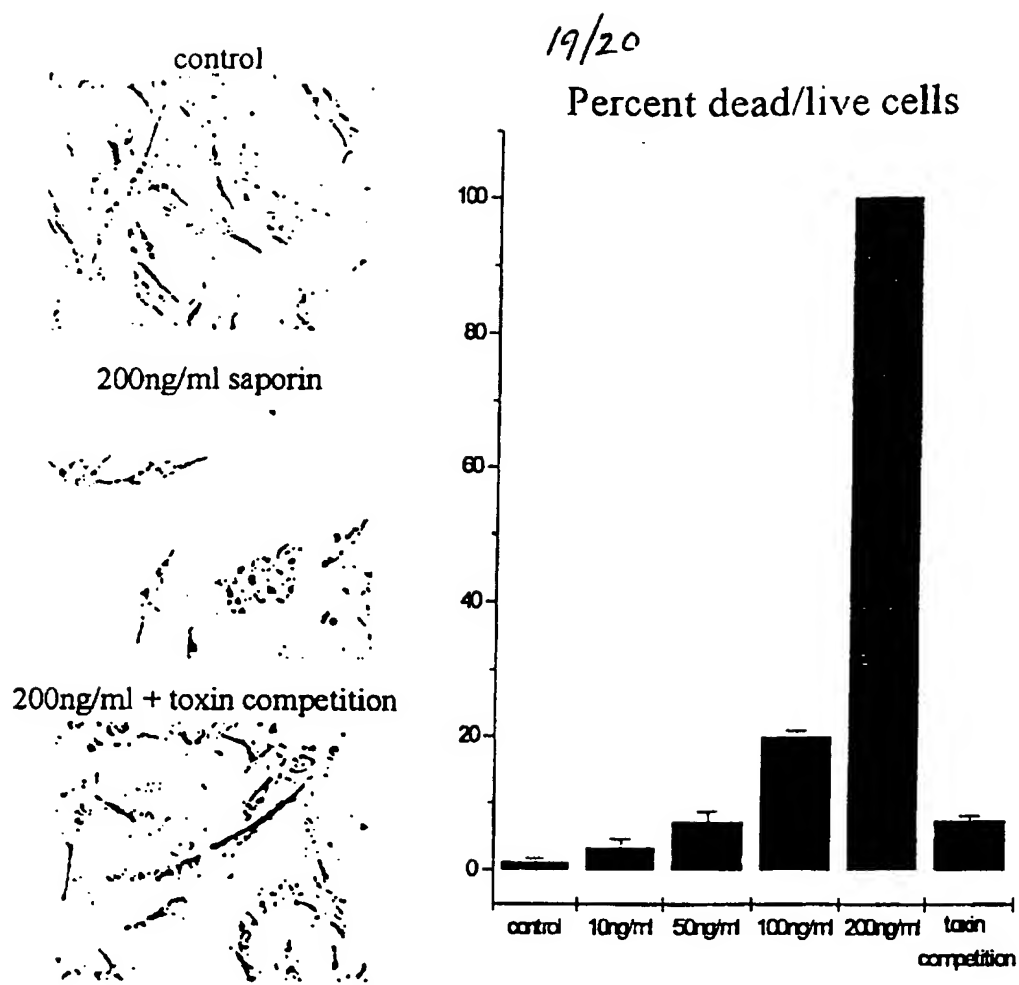 19/20
control
Percent dead/live cells
100
80
200ng/ml saporin
60
40
200ng/ml + toxin competition
20
0
control 10ng/ml 50ng/ml 100ng/ml 200ng/ml toxin
competition